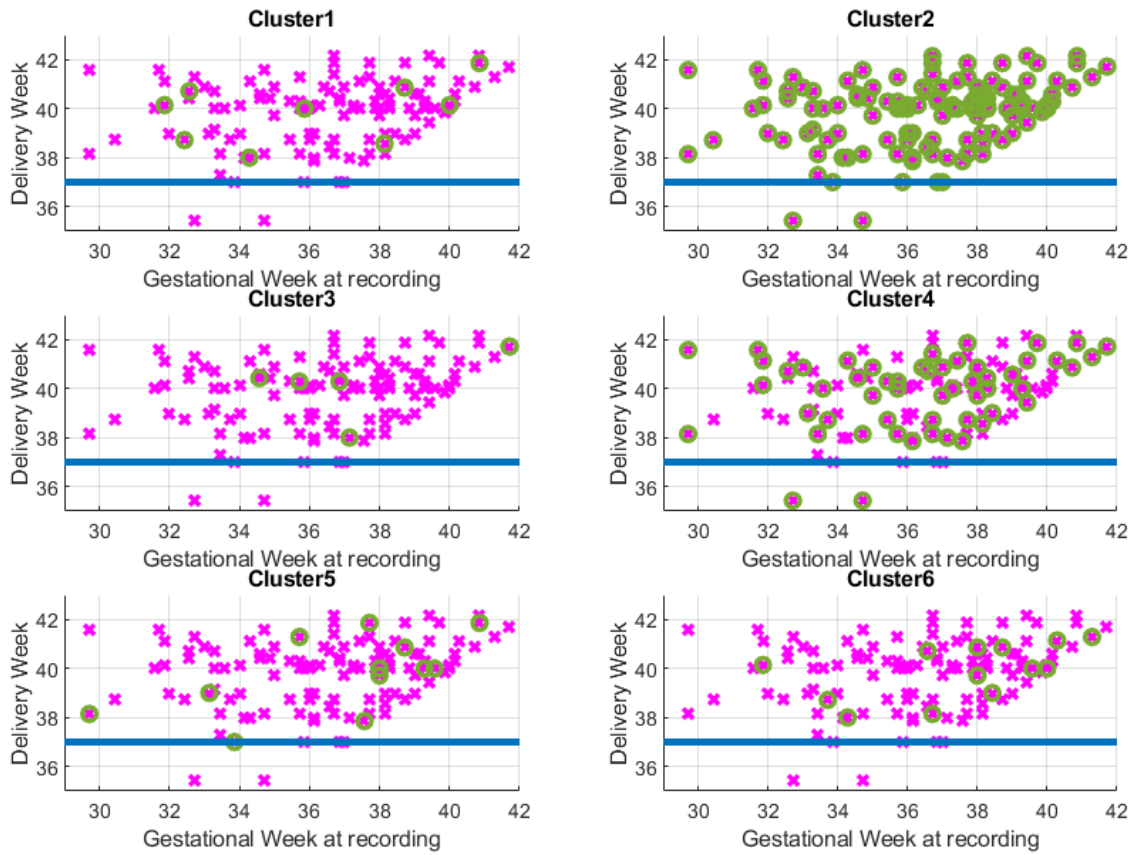 Cluster1
Delivery Week
42
40
38
36
30 32 34 36 38 40 42
Gestational Week at recording
Cluster2
Delivery Week
42
40
38
36
30 32 34 36 38 40 42
Gestational Week at recording
Cluster3
Delivery Week
42
40
38
36
30 32 34 36 38 40 42
Gestational Week at recording
Cluster4
Delivery Week
42
40
38
36
30 32 34 36 38 40 42
Gestational Week at recording
Cluster5
Delivery Week
42
40
38
36
30 32 34 36 38 40 42
Gestational Week at recording
Cluster6
Delivery Week
42
40
38
36
30 32 34 36 38 40 42
Gestational Week at recording